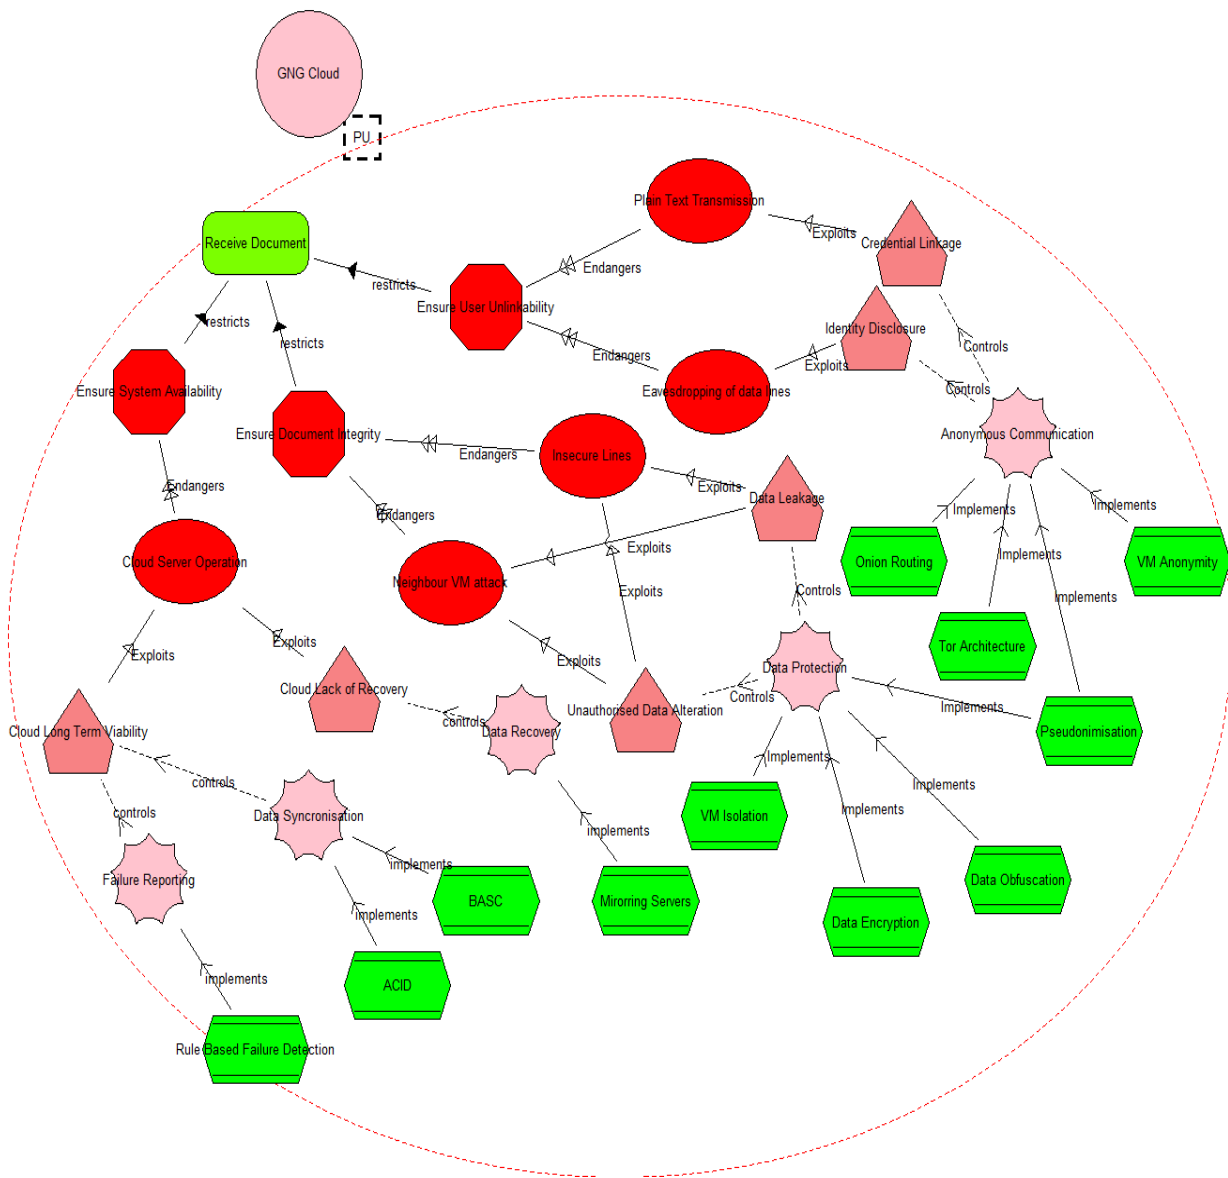 GNG Cloud
PU
Plain Text Transmission
Credential Linkage
Exploits
Receive Document
Endangers
restricts
Ensure User Unlinkability
Identity Disclosure
restricts
restricts
Endangers
Exploits
Controls
Controls
Ensure System Availability
Eavesdropping of data lines
Ensure Document Integrity
Anonymous Communication
Endangers
Insecure Lines
Endangers
Exploits
Data Leakage
Endangers
Implements
Implements
Cloud Server Operation
Neighbour VM attack
Exploits
Exploits
Onion Routing
Implements
VM Anonymity
Controls
Implements
Exploits
Exploits
Exploits
Tor Architecture
Data Protection
Cloud Lack of Recovery
Controls
Unauthorised Data Alteration
Implements
Cloud Long Term Viability
controls
Data Recovery
Pseudonimisation
Implements
Implements
controls
controls
Data Syncronisation
Implements
VM Isolation
implements
implements
Failure Reporting
Data Obfuscation
BASC
Mirorring Servers
implements
Data Encryption
implements
ACID
Rule Based Failure Detection